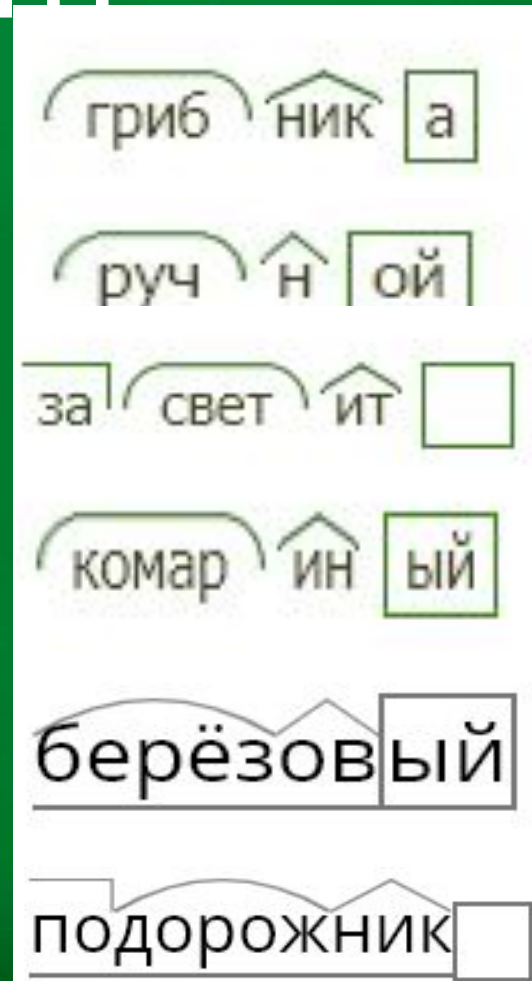 гриб ник а
руч н ой
за свет ит
комар ин ый
берёзовый
подорожник